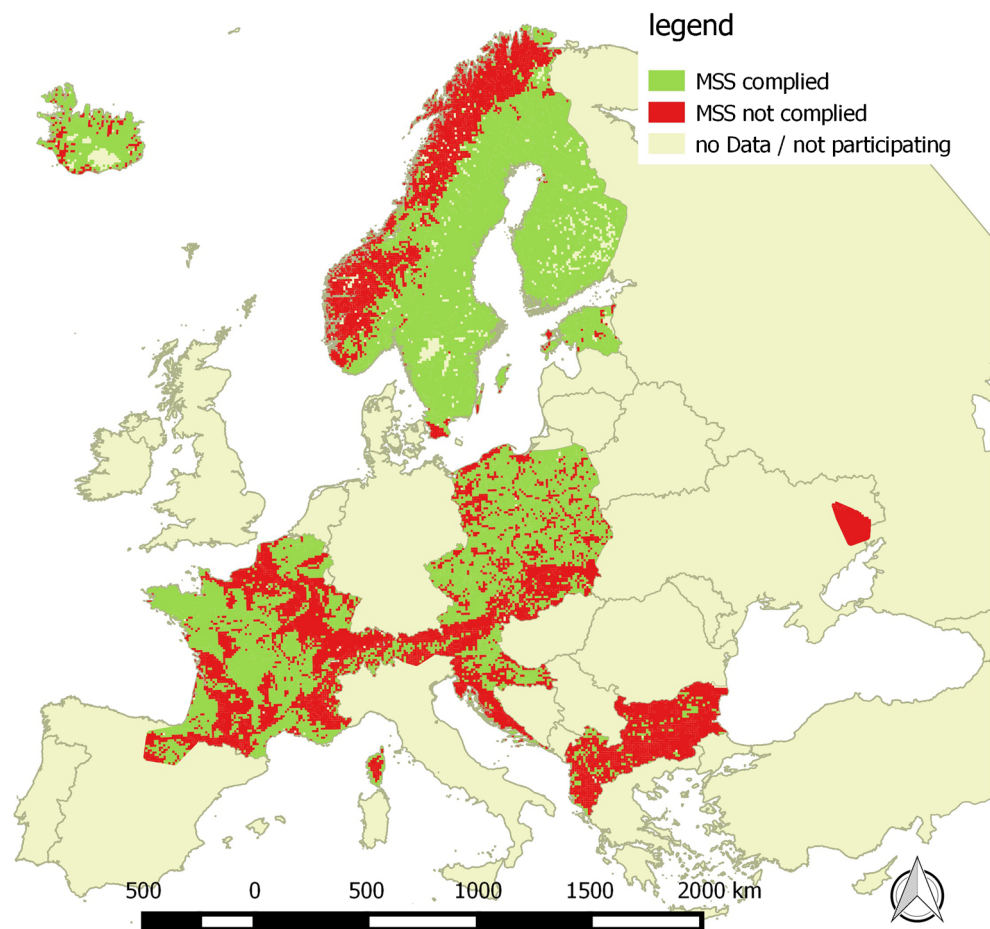 legend
MSS complied
MSS not complied
no Data / not participating
500 0 500 1000 1500 2000 km